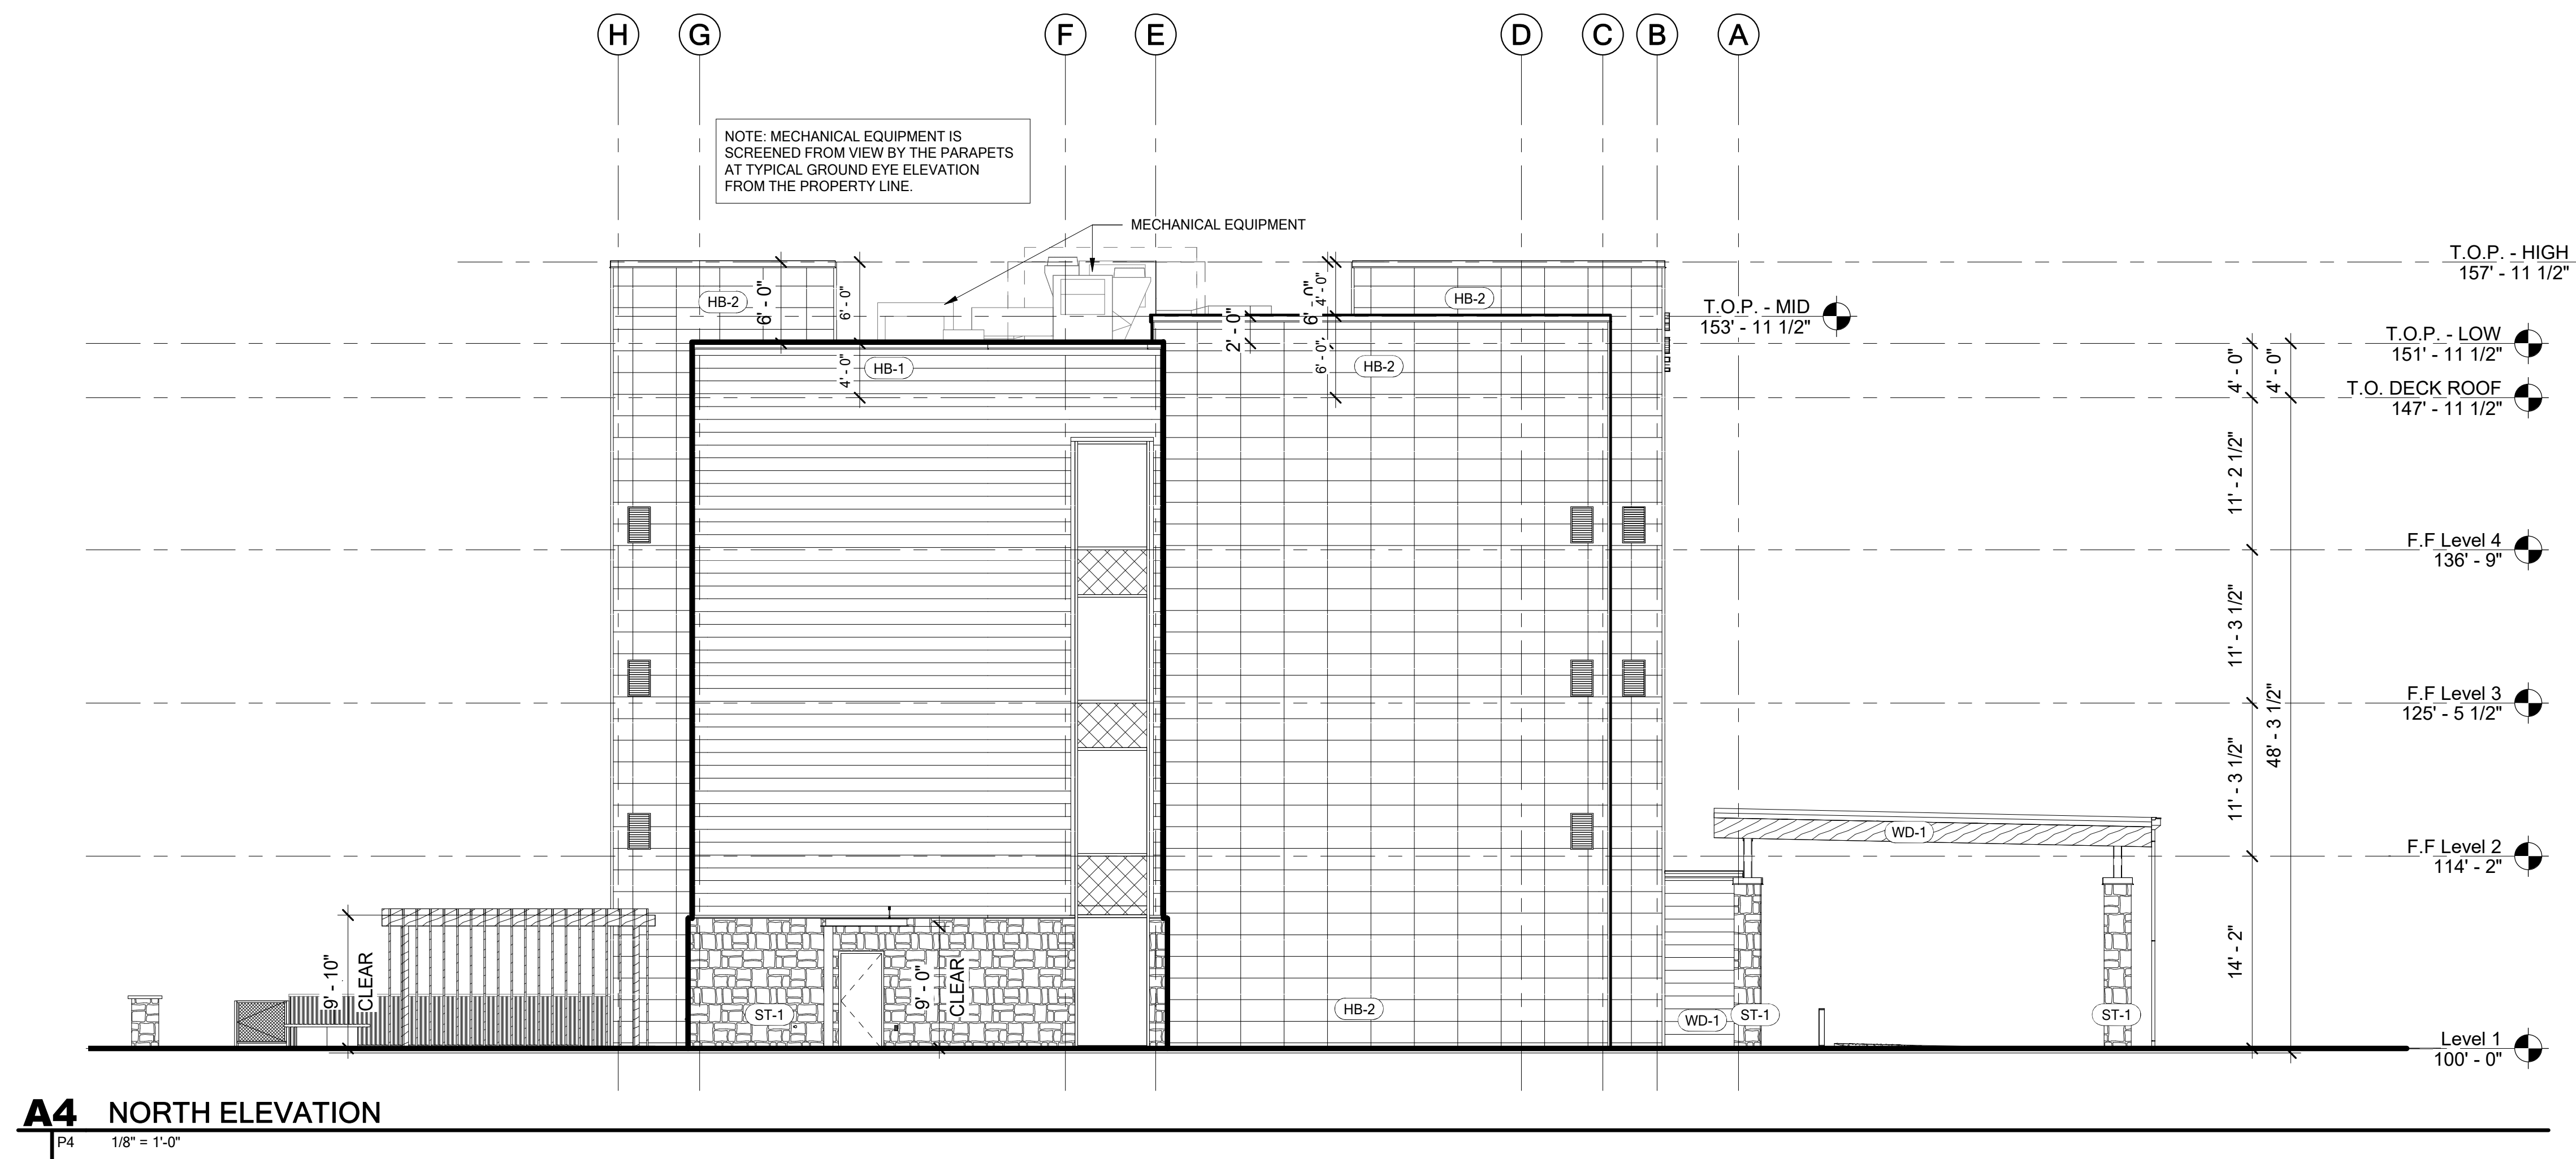 H G F E D C B A
NOTE: MECHANICAL EQUIPMENT IS
SCREENED FROM VIEW BY THE PARAPETS
AT TYPICAL GROUND EYE ELEVATION
FROM THE PROPERTY LINE.
MECHANICAL EQUIPMENT
T.O.P. - HIGH
157' - 11 1/2"
T.O.P. - MID
153' - 11 1/2"
T.O.P. - LOW
151' - 11 1/2"
T.O. DECK ROOF
147' - 11 1/2"
F.F Level 4
136' - 9"
F.F Level 3
125' - 5 1/2"
F.F Level 2
114' - 2"
Level 1
100' - 0"
HB-2
6' - 0"
6' - 0"
4' - 0"
HB-1
2' - 0"
6' - 0"
4' - 0"
6' - 0"
HB-2
HB-2
4' - 0"
4' - 0"
11' - 2 1/2"
11' - 3 1/2"
11' - 3 1/2"
14' - 2"
48' - 3 1/2"
WD-1
9' - 10"
CLEAR
ST-1
9' - 0"
CLEAR
HB-2
WD-1
ST-1
ST-1
A4 NORTH ELEVATION
P4 1/8" = 1'-0"